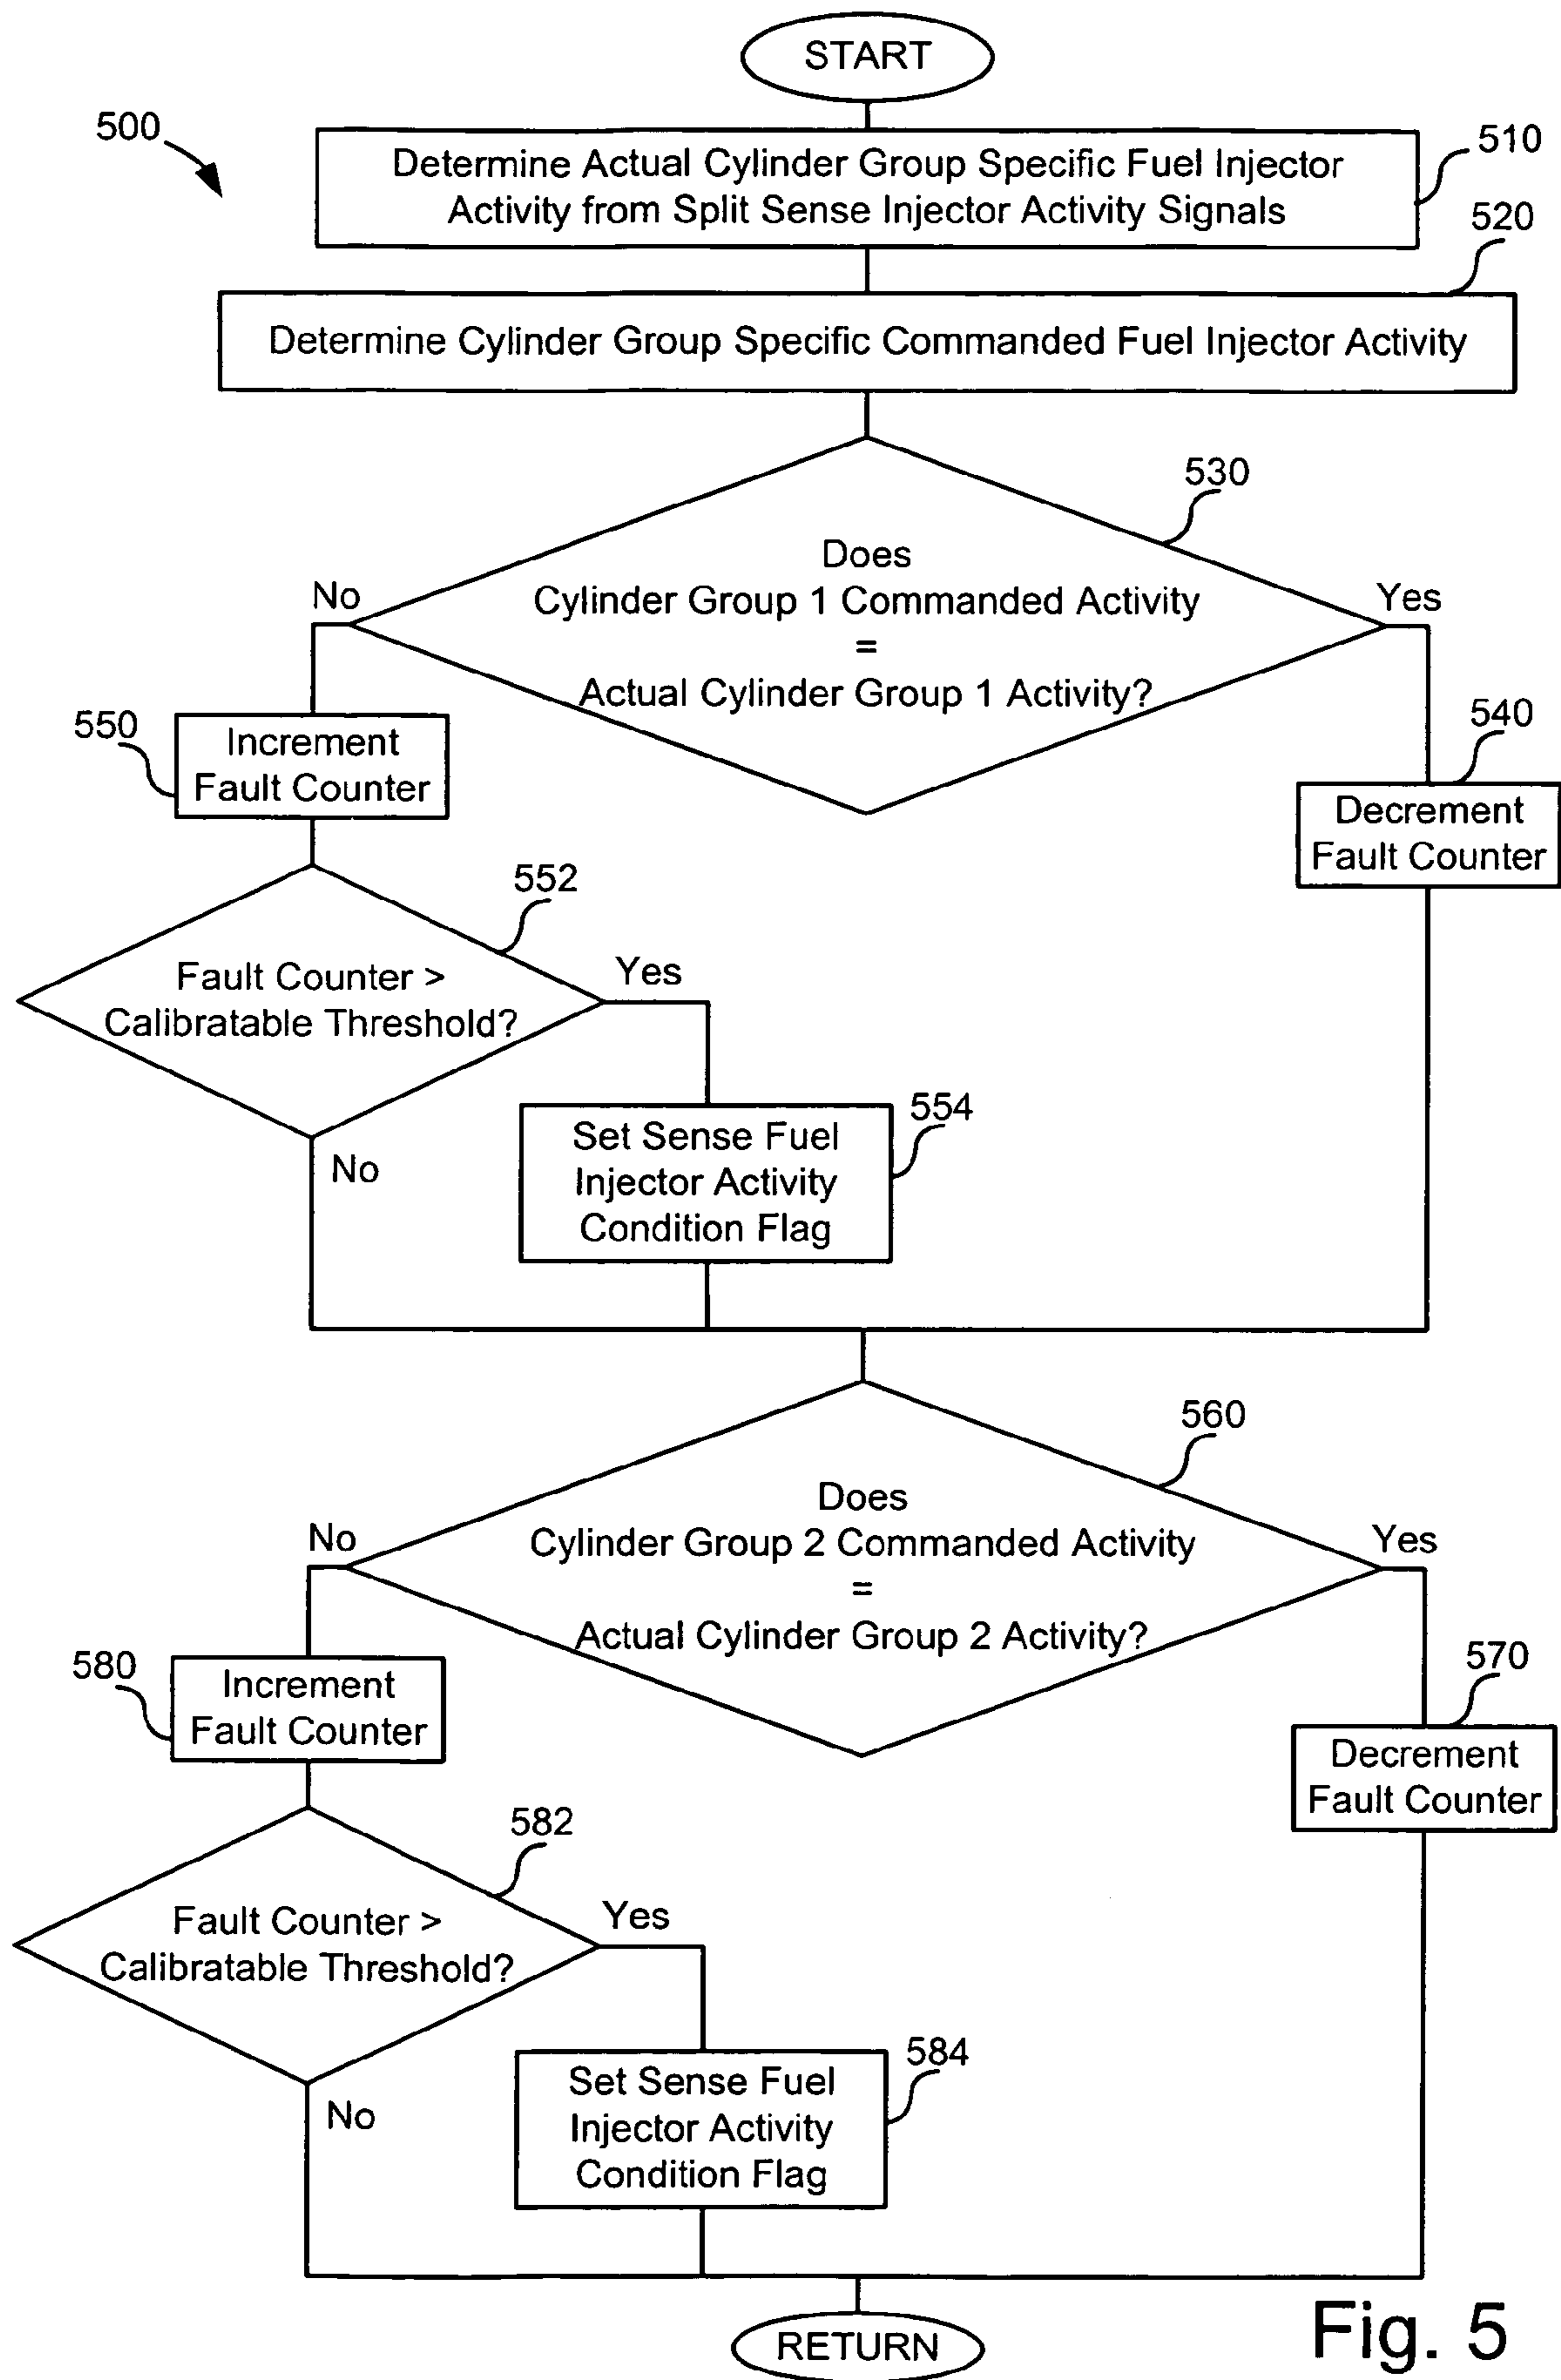 START
500
Determine Actual Cylinder Group Specific Fuel Injector
Activity from Split Sense Injector Activity Signals
510
520
Determine Cylinder Group Specific Commanded Fuel Injector Activity
530
Does
Cylinder Group 1 Commanded Activity
=
Actual Cylinder Group 1 Activity?
No
Yes
550
Increment
Fault Counter
540
Decrement
Fault Counter
552
Fault Counter >
Calibratable Threshold?
Yes
No
554
Set Sense Fuel
Injector Activity
Condition Flag
560
Does
Cylinder Group 2 Commanded Activity
=
Actual Cylinder Group 2 Activity?
No
Yes
580
Increment
Fault Counter
570
Decrement
Fault Counter
582
Fault Counter >
Calibratable Threshold?
Yes
No
584
Set Sense Fuel
Injector Activity
Condition Flag
RETURN
Fig. 5